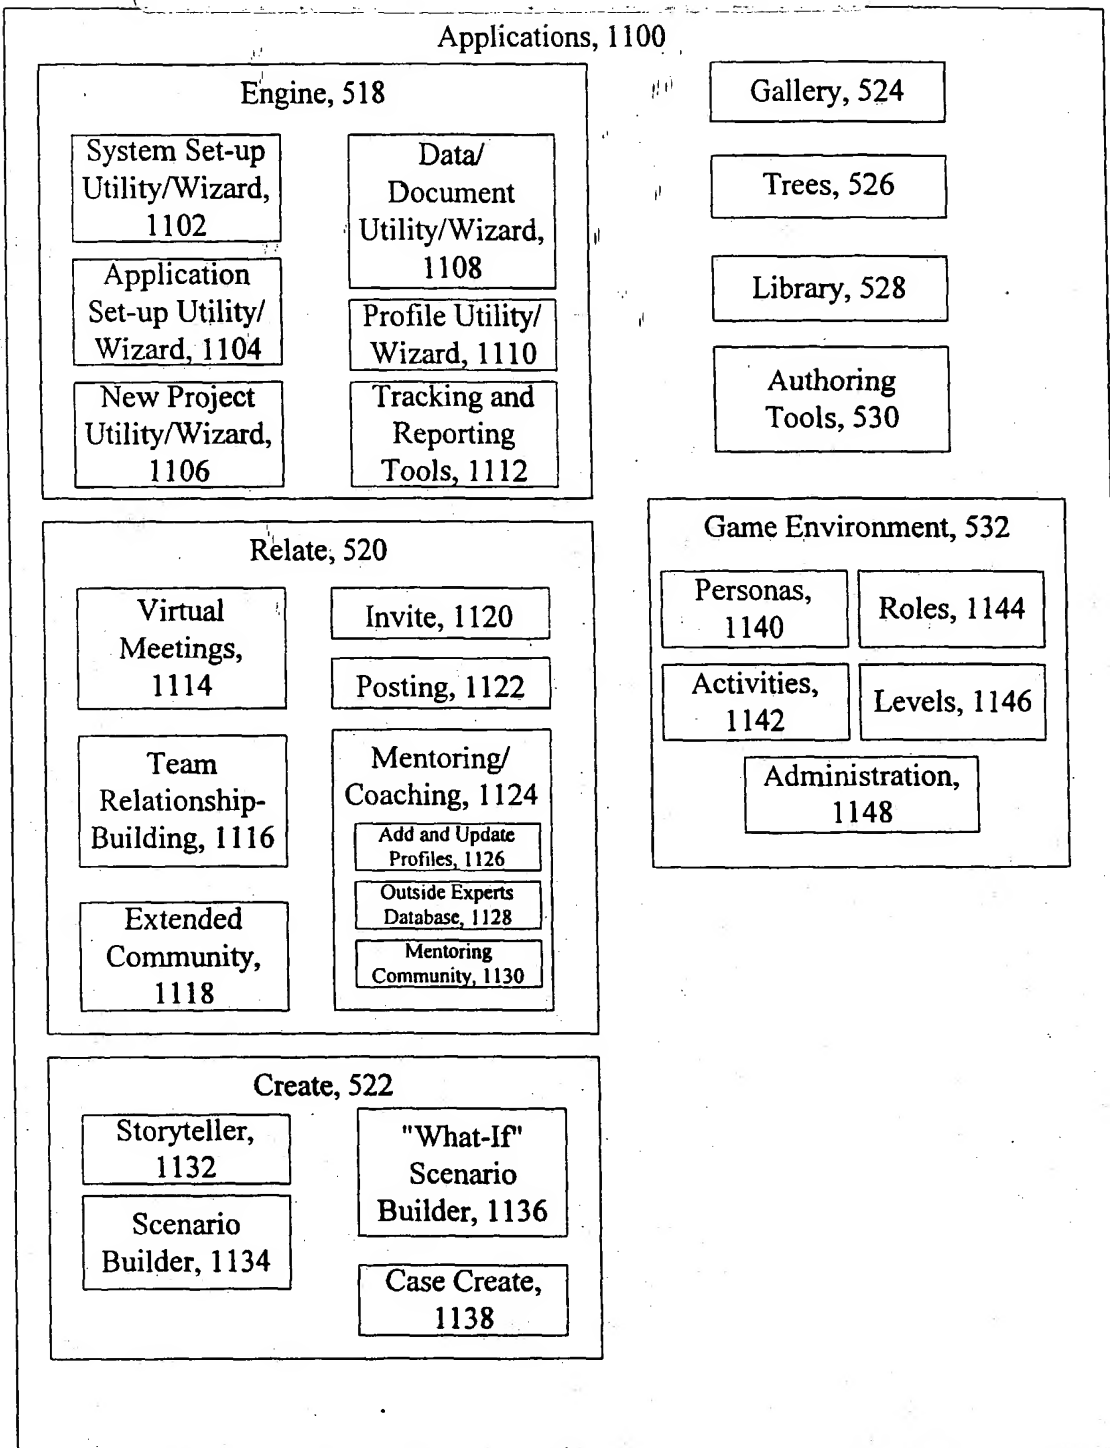 Applications, 1100
Engine, 518
System Set-up
Utility/Wizard,
1102
Application
Set-up Utility/
Wizard, 1104
New Project
Utility/Wizard,
1106
Data/
Document
Utility/Wizard,
1108
Profile Utility/
Wizard, 1110
Tracking and
Reporting
Tools, 1112
Gallery, 524
Trees, 526
Library, 528
Authoring
Tools, 530
Relate, 520
Virtual
Meetings,
1114
Team
Relationship-
Building, 1116
Extended
Community,
1118
Invite, 1120
Posting, 1122
Mentoring/
Coaching, 1124
Add and Update
Profiles, 1126
Outside Experts
Database, 1128
Mentoring
Community, 1130
Game Environment, 532
Personas,
1140
Roles, 1144
Activities,
1142
Levels, 1146
Administration,
1148
Create, 522
Storyteller,
1132
Scenario
Builder, 1134
"What-If"
Scenario
Builder, 1136
Case Create,
1138